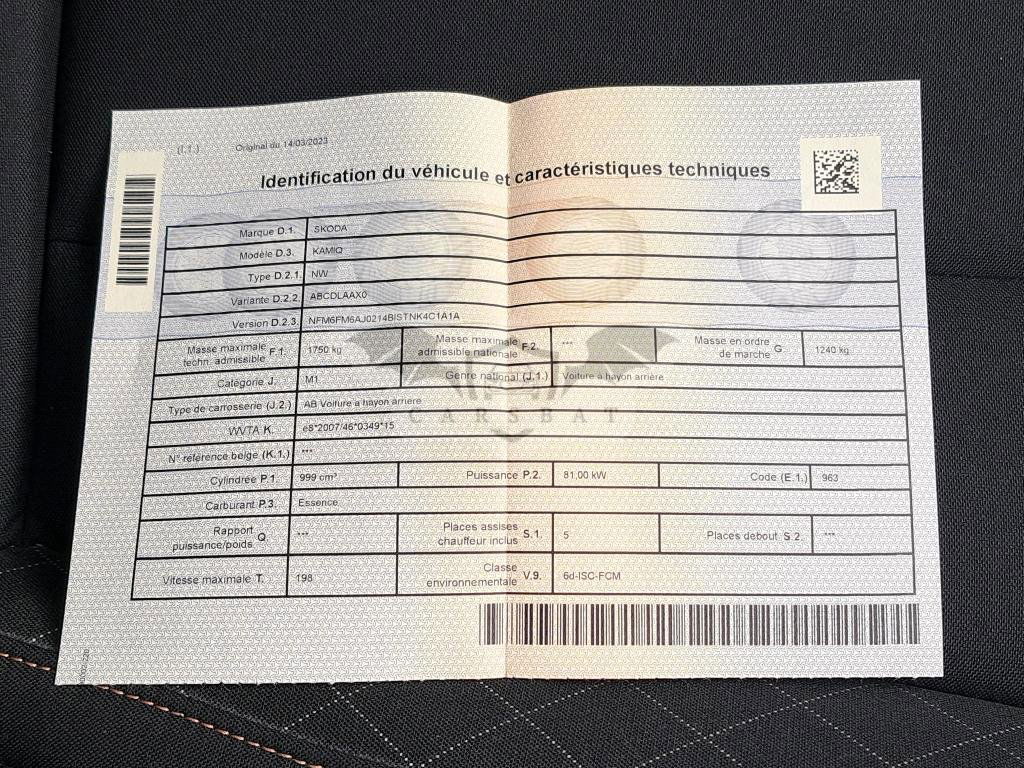 (I.1.) Original du 14/03/2023
Identification du véhicule et caractéristiques techniques
Marque D.1. SKODA
Modèle D.3. KAMIQ
Type D.2.1. NW
Variante D.2.2. ABCDLAAX0
Version D.2.3. NFM6FM6AJ0214BISTNK4C1A1A
Masse maximale techn. admissible F.1. 1750 kg Masse maximale admissible nationale F.2. *** Masse en ordre de marche G. 1240 kg
Catégorie J. M1 Genre national (J.1.) Voiture à hayon arrière
Type de carrosserie (J.2.) AB Voiture à hayon arrière
CARSBAT
WVTA K. e8*2007/46*0349*15
N° référence belge (K.1.) ***
Cylindrée P.1. 999 cm³ Puissance P.2. 81.00 kW Code (E.1.) 963
Carburant P.3. Essence
Rapport puissance/poids Q. *** Places assises chauffeur inclus S.1. 5 Places debout S.2. ***
Vitesse maximale T. 198 Classe environnementale V.9. 6d-ISC-FCM